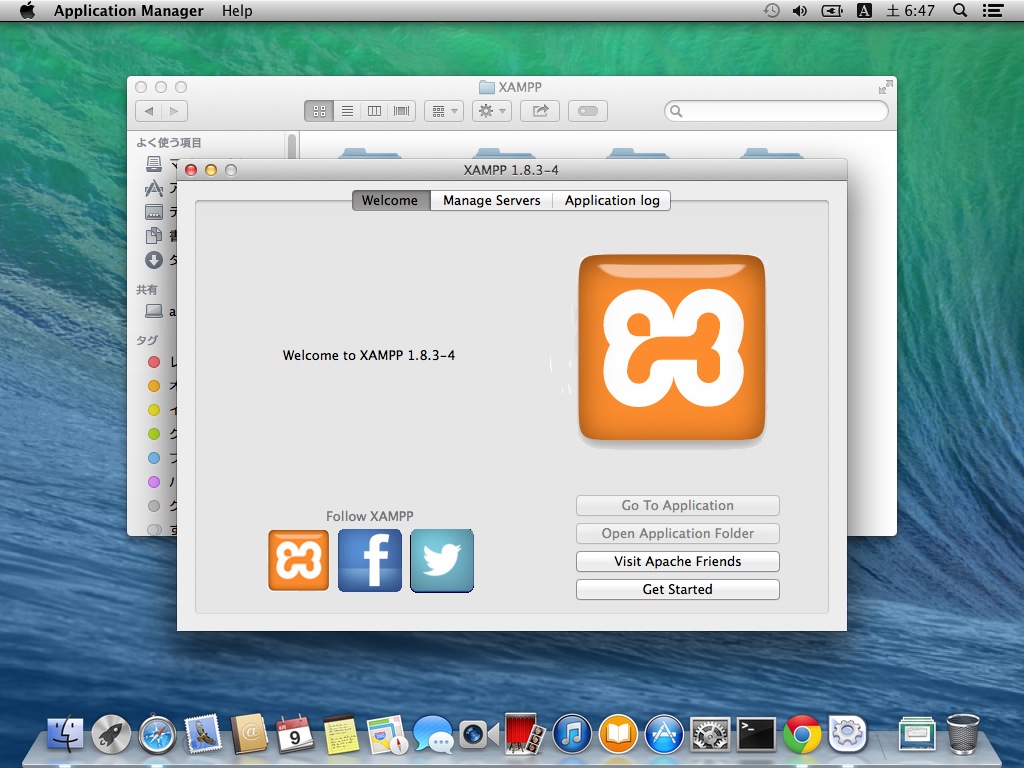 Application Manager Help
A 土 6:47
XAMPP
よく使う項目
XAMPP 1.8.3-4
Welcome Manage Servers Application log
共有
a
タグ
Welcome to XAMPP 1.8.3-4
Go To Application
Follow XAMPP
Open Application Folder
Visit Apache Friends
Get Started
9